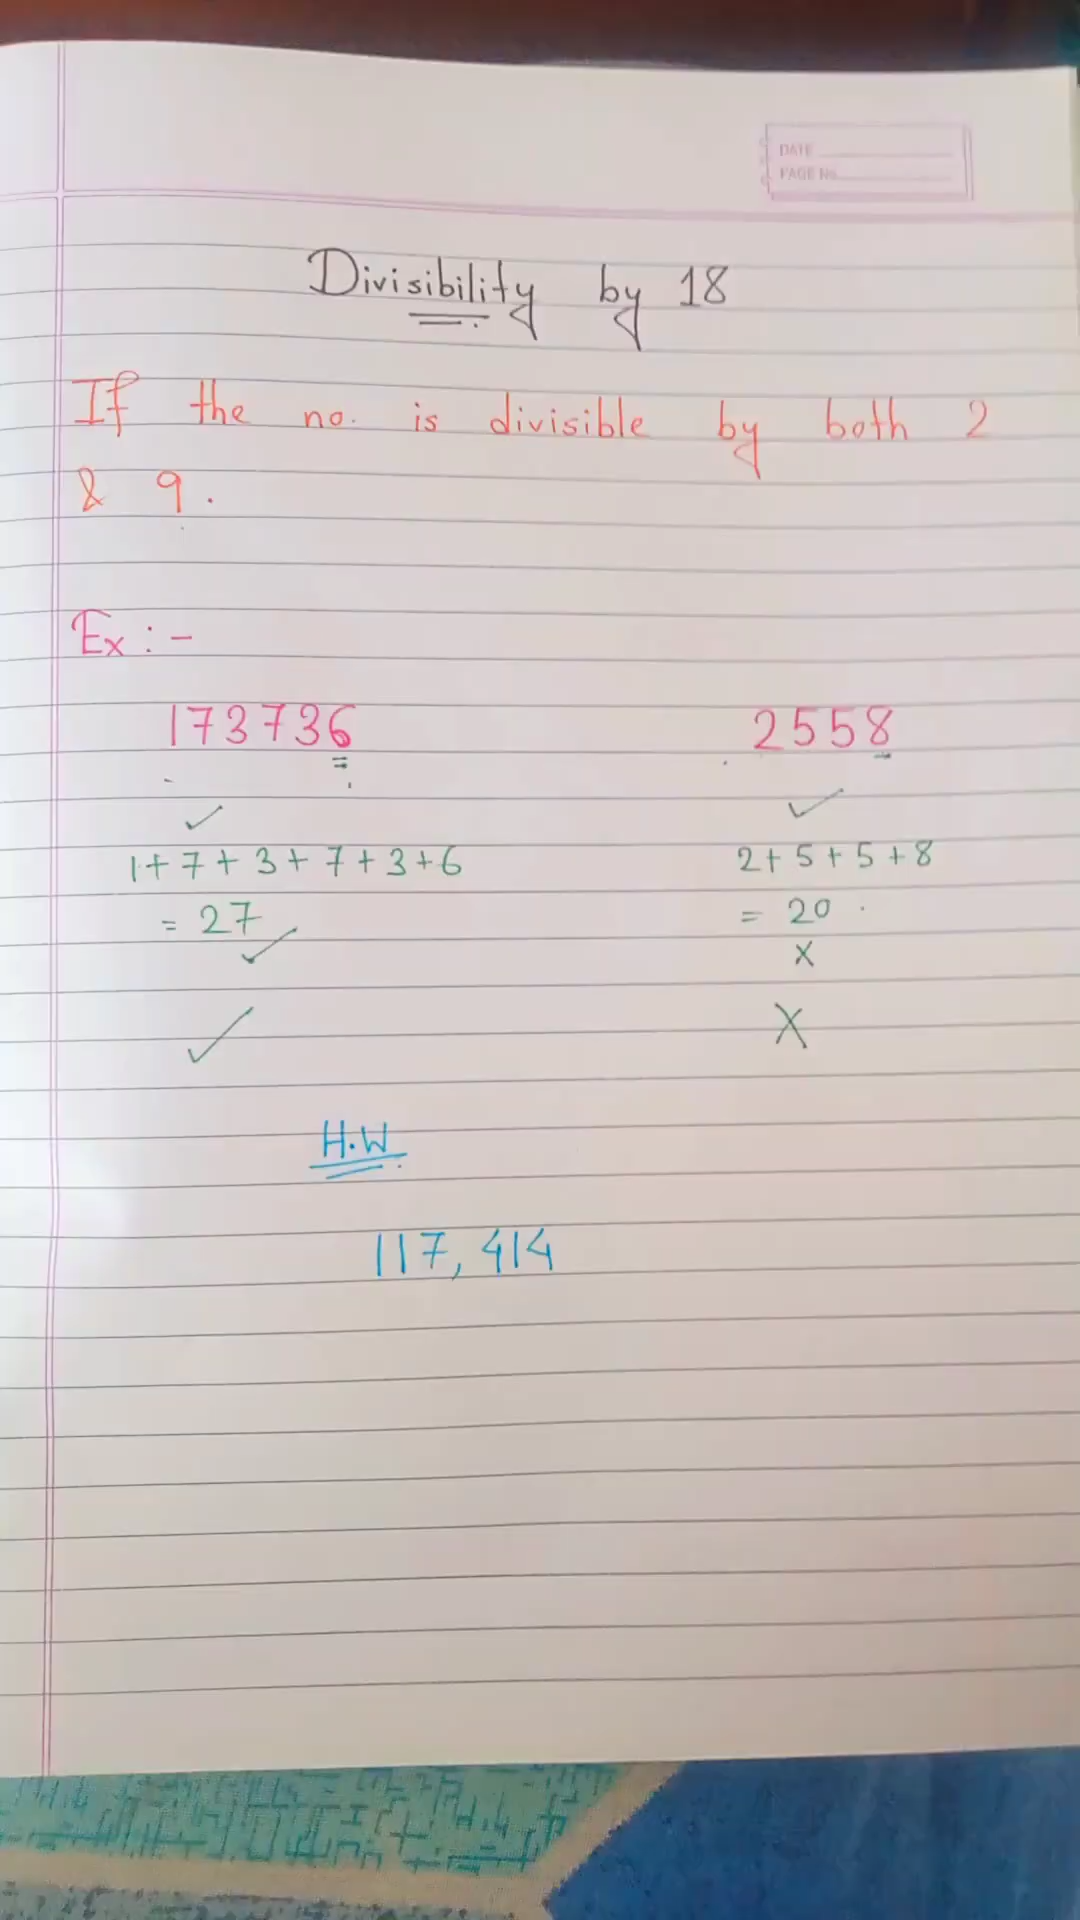 DATE
PAGE No.
Divisibility by 18
If the no. is divisible by both 2
& 9.
Ex :-
173736 2558
✓ ✓
1+7+3+7+3+6 2+5+5+8
= 27 ✓ = 20
X
✓ X
H.W
117, 414